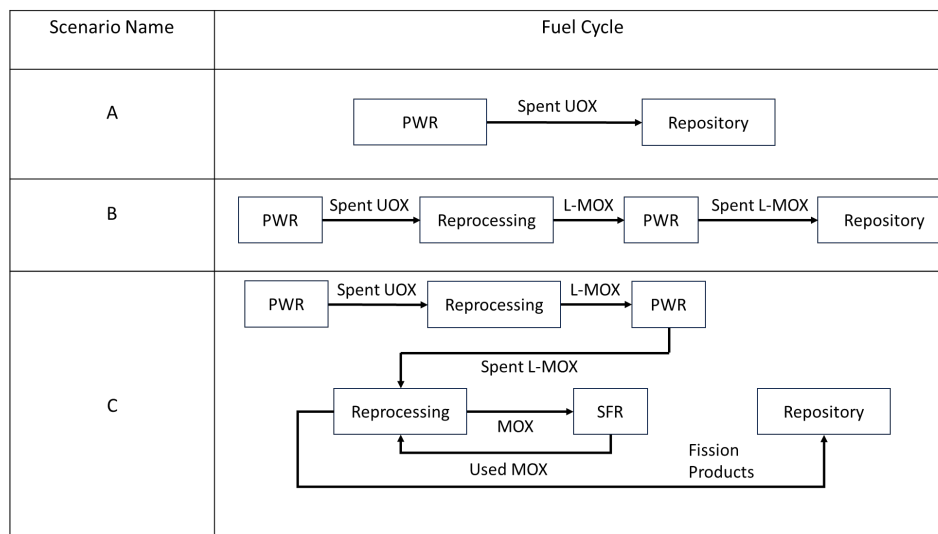 Scenario Name
Fuel Cycle
A
PWR
Spent UOX
Repository
B
PWR
Spent UOX
Reprocessing
L-MOX
PWR
Spent L-MOX
Repository
C
PWR
Spent UOX
Reprocessing
L-MOX
PWR
Spent L-MOX
Reprocessing
MOX
SFR
Repository
Used MOX
Fission
Products